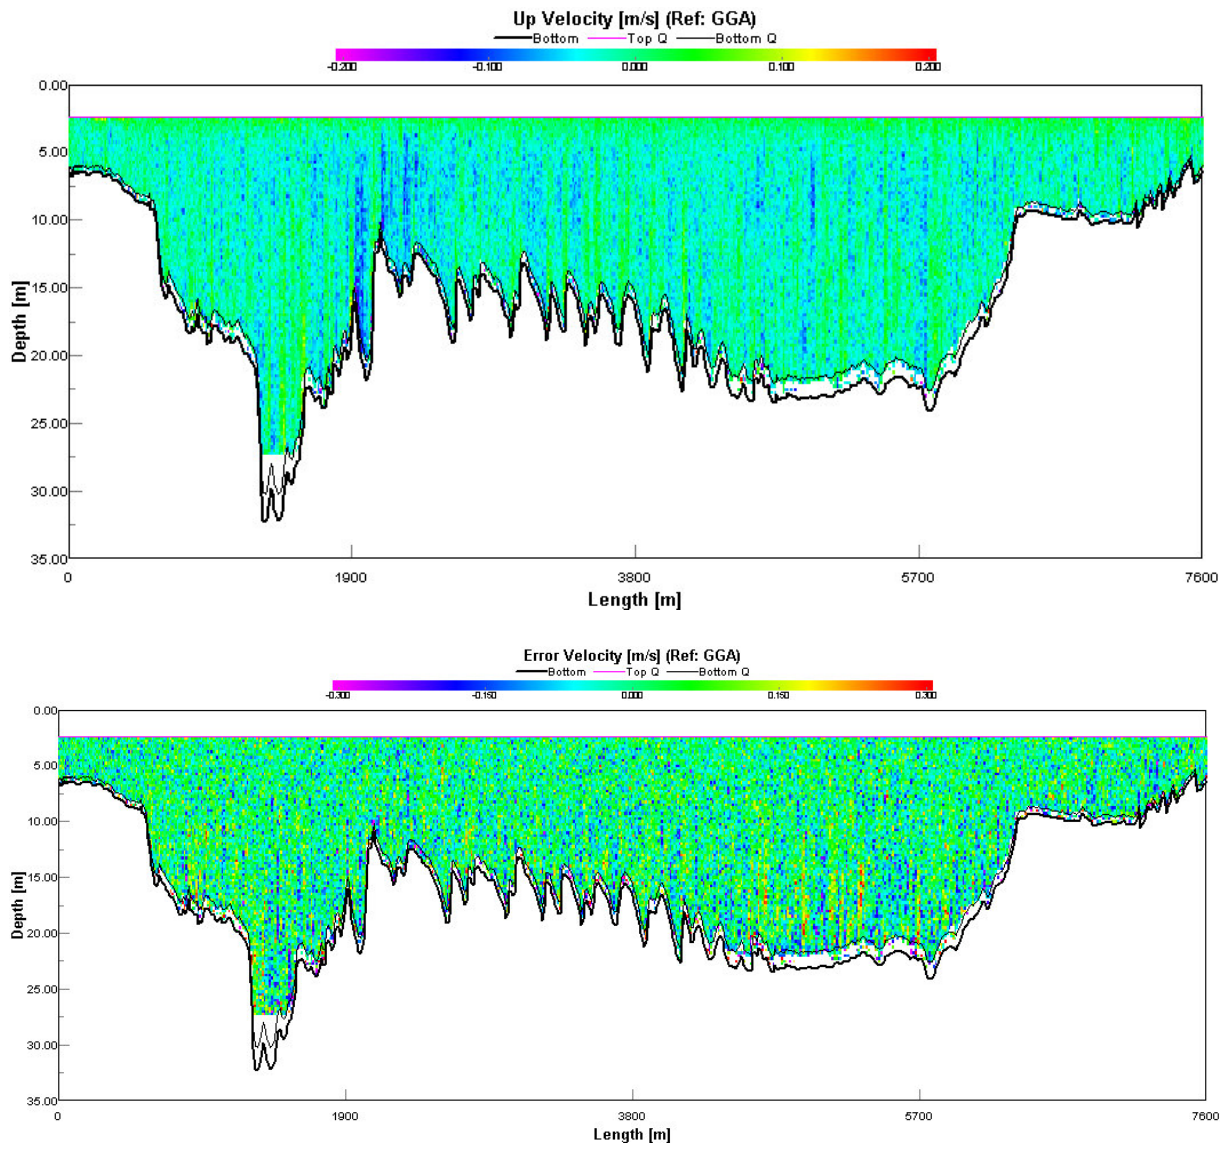 Up Velocity [m/s] (Ref: GGA)
Bottom Top Q Bottom Q
-0.200 -0.100 0.000 0.100 0.200
0.00
5.00
10.00
15.00
20.00
25.00
30.00
35.00
Depth [m]
0 1900 3800 5700 7600
Length [m]
Error Velocity [m/s] (Ref: GGA)
Bottom Top Q Bottom Q
-0.300 -0.150 0.000 0.150 0.300
0.00
5.00
10.00
15.00
20.00
25.00
30.00
35.00
Depth [m]
0 1900 3800 5700 7600
Length [m]